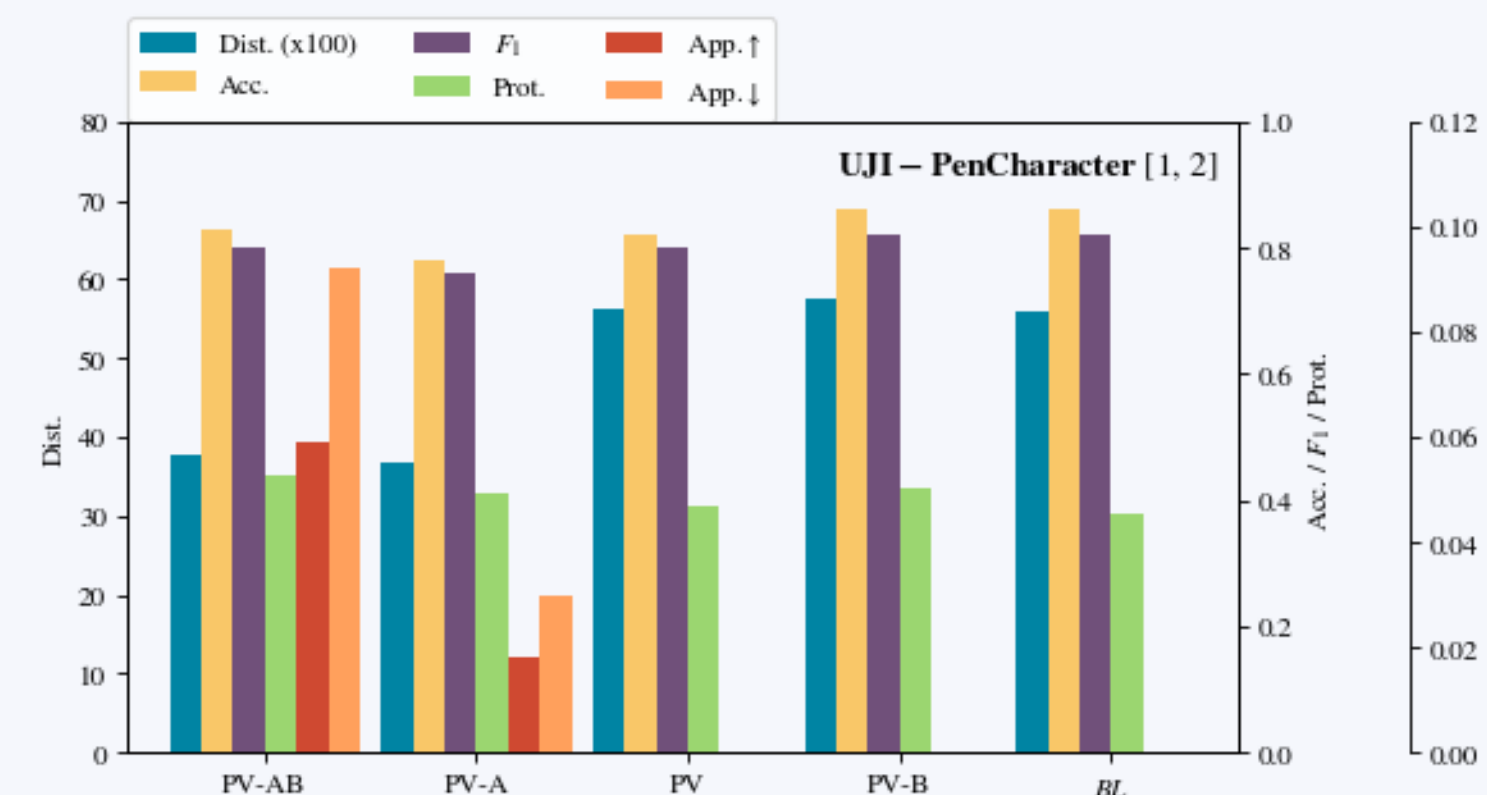 Dist. (x100)
F1
App.↑
Acc.
Prot.
App.↓
UJI – PenCharacter [1, 2]
80
70
60
50
40
30
20
10
0
Dist.
1.0
0.8
0.6
0.4
0.2
0.0
Acc. / F1 / Prot.
0.12
0.10
0.08
0.06
0.04
0.02
0.00
PV-AB
PV-A
PV
PV-B
BL